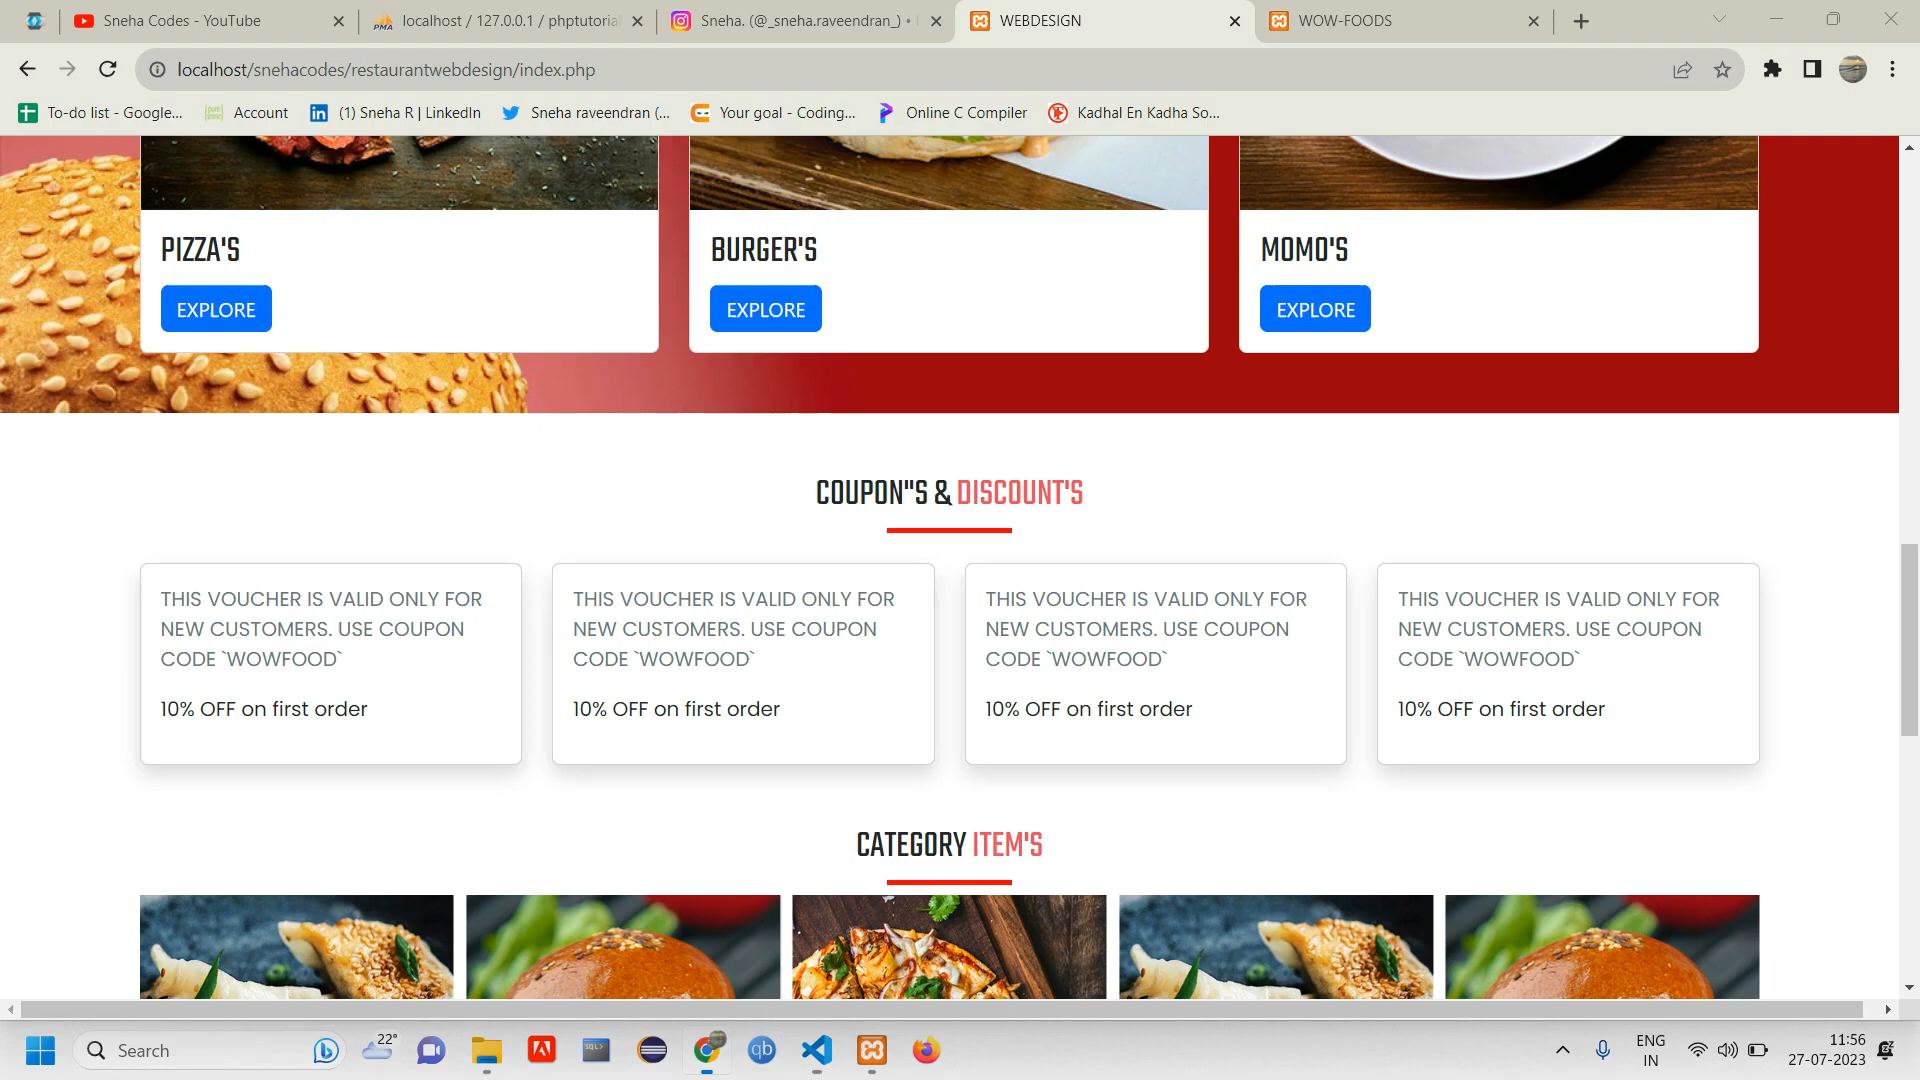 Sneha Codes - YouTube
localhost / 127.0.0.1 / phptutorial
Sneha. (@_sneha.raveendran_) •
WEBDESIGN
WOW-FOODS
localhost/snehacodes/restaurantwebdesign/index.php
To-do list - Google...
Account
(1) Sneha R | LinkedIn
Sneha raveendran (...
Your goal - Coding...
Online C Compiler
Kadhal En Kadha So...
PIZZA'S
BURGER'S
MOMO'S
EXPLORE
EXPLORE
EXPLORE
COUPON"S & DISCOUNT'S
THIS VOUCHER IS VALID ONLY FOR
NEW CUSTOMERS. USE COUPON
CODE `WOWFOOD`
10% OFF on first order
THIS VOUCHER IS VALID ONLY FOR
NEW CUSTOMERS. USE COUPON
CODE `WOWFOOD`
10% OFF on first order
THIS VOUCHER IS VALID ONLY FOR
NEW CUSTOMERS. USE COUPON
CODE `WOWFOOD`
10% OFF on first order
THIS VOUCHER IS VALID ONLY FOR
NEW CUSTOMERS. USE COUPON
CODE `WOWFOOD`
10% OFF on first order
CATEGORY ITEM'S
Search
22°
SQL>
qb
ENG
IN
11:56
27-07-2023